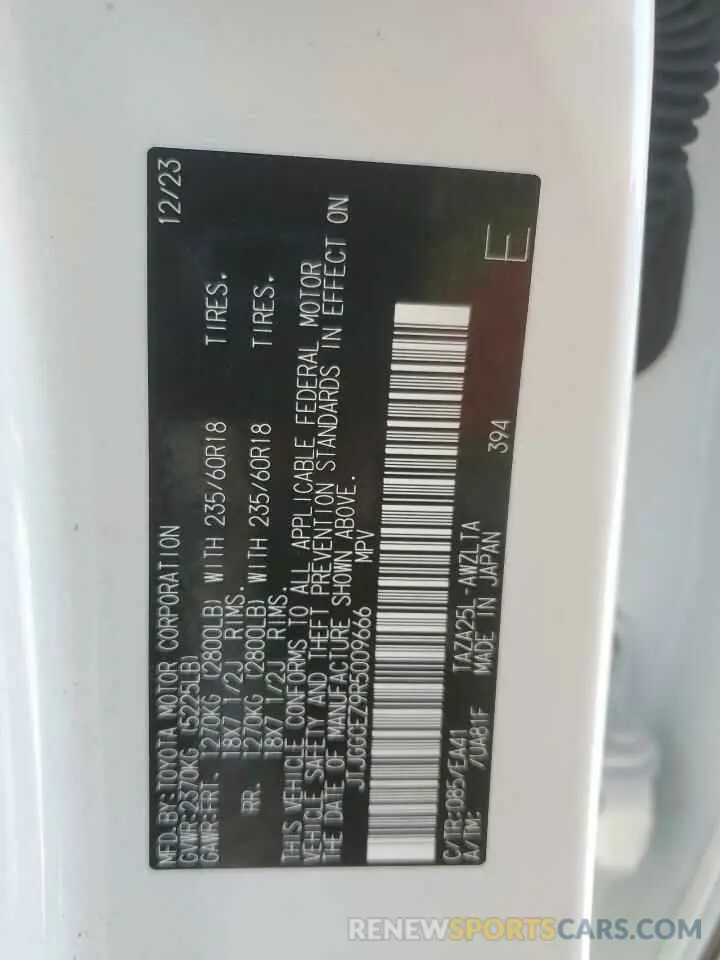 MFD.BY:TOYOTA MOTOR CORPORATION 12/23
GVWR:2370KG (5225LB)
GAWR:FRT. 1270KG (2800LB) WITH 235/60R18 TIRES.
18X7 1/2J RIMS.
RR. 1270KG (2800LB) WITH 235/60R18 TIRES.
18X7 1/2J RIMS.
THIS VEHICLE CONFORMS TO ALL APPLICABLE FEDERAL MOTOR
VEHICLE SAFETY AND THEFT PREVENTION STANDARDS IN EFFECT ON
THE DATE OF MANUFACTURE SHOWN ABOVE.
JTJGGCFZ9R5009666 MPV
C/TR:085/EA41 TAZA25L-AWZLTA 394 E
A/TM: /UA81F MADE IN JAPAN
RENEWSPORTSCARS.COM